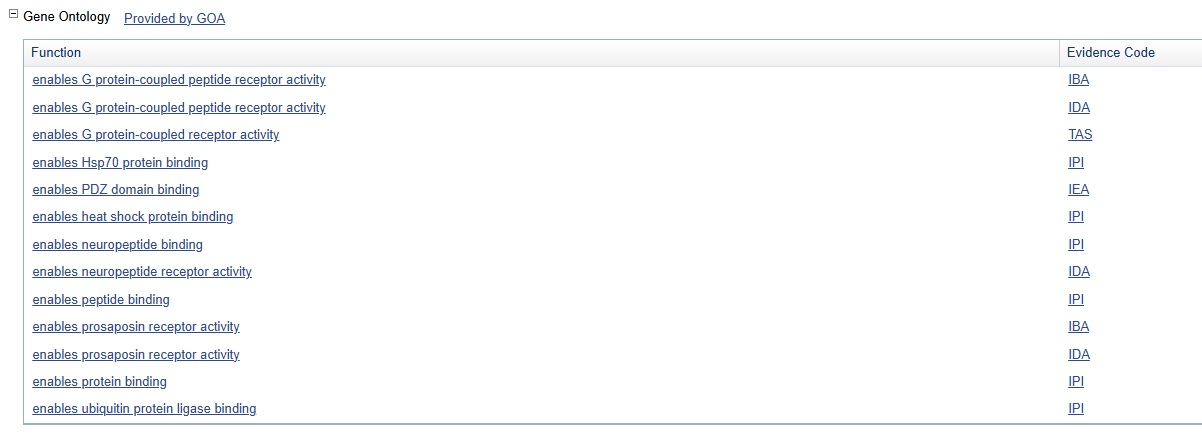 Gene Ontology Provided by GOA
Function Evidence Code
enables G protein-coupled peptide receptor activity IBA
enables G protein-coupled peptide receptor activity IDA
enables G protein-coupled receptor activity TAS
enables Hsp70 protein binding IPI
enables PDZ domain binding IEA
enables heat shock protein binding IPI
enables neuropeptide binding IPI
enables neuropeptide receptor activity IDA
enables peptide binding IPI
enables prosaposin receptor activity IBA
enables prosaposin receptor activity IDA
enables protein binding IPI
enables ubiquitin protein ligase binding IPI